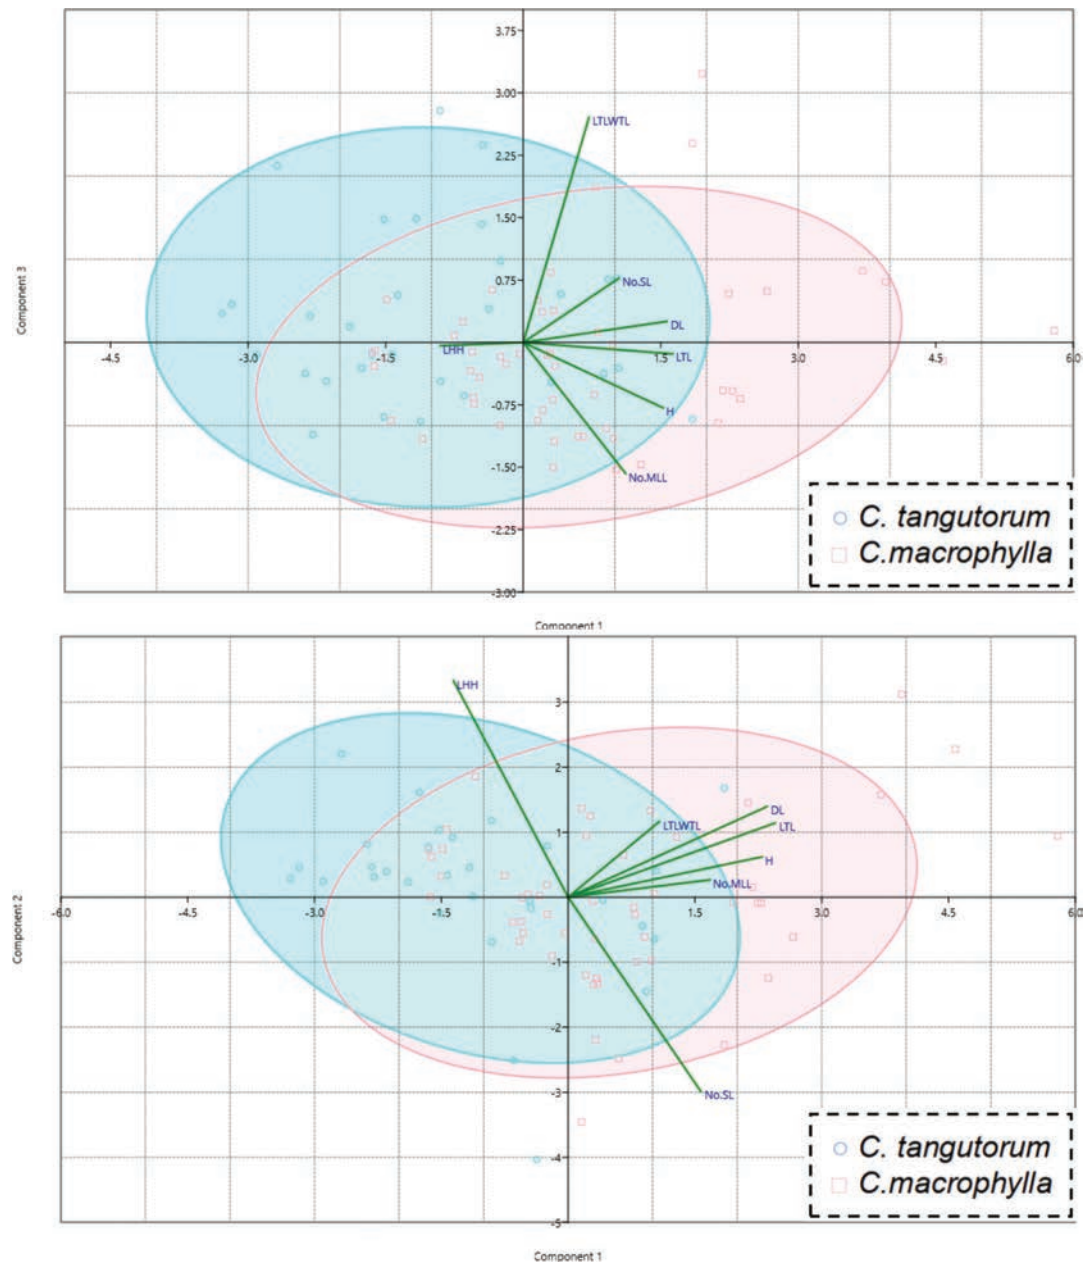 3.75
3.00
LTLWTL
2.25
1.50
0.75
No.SL
DL
LHH
-4.5 -3.0 -1.5 1.5 3.0 4.5 6.0
LTL
-0.75
H
-1.50
No.MLL
-2.25
-3.00
Component 3
C. tangutorum
C.macrophylla
Component 1
LHH
3
2
DL
LTLWTL
LTL
1
H
No.MLL
-6.0 -4.5 -3.0 -1.5 1.5 3.0 4.5 6.0
-1
-2
-3
No.SL
-4
-5
Component 2
C. tangutorum
C.macrophylla
Component 1